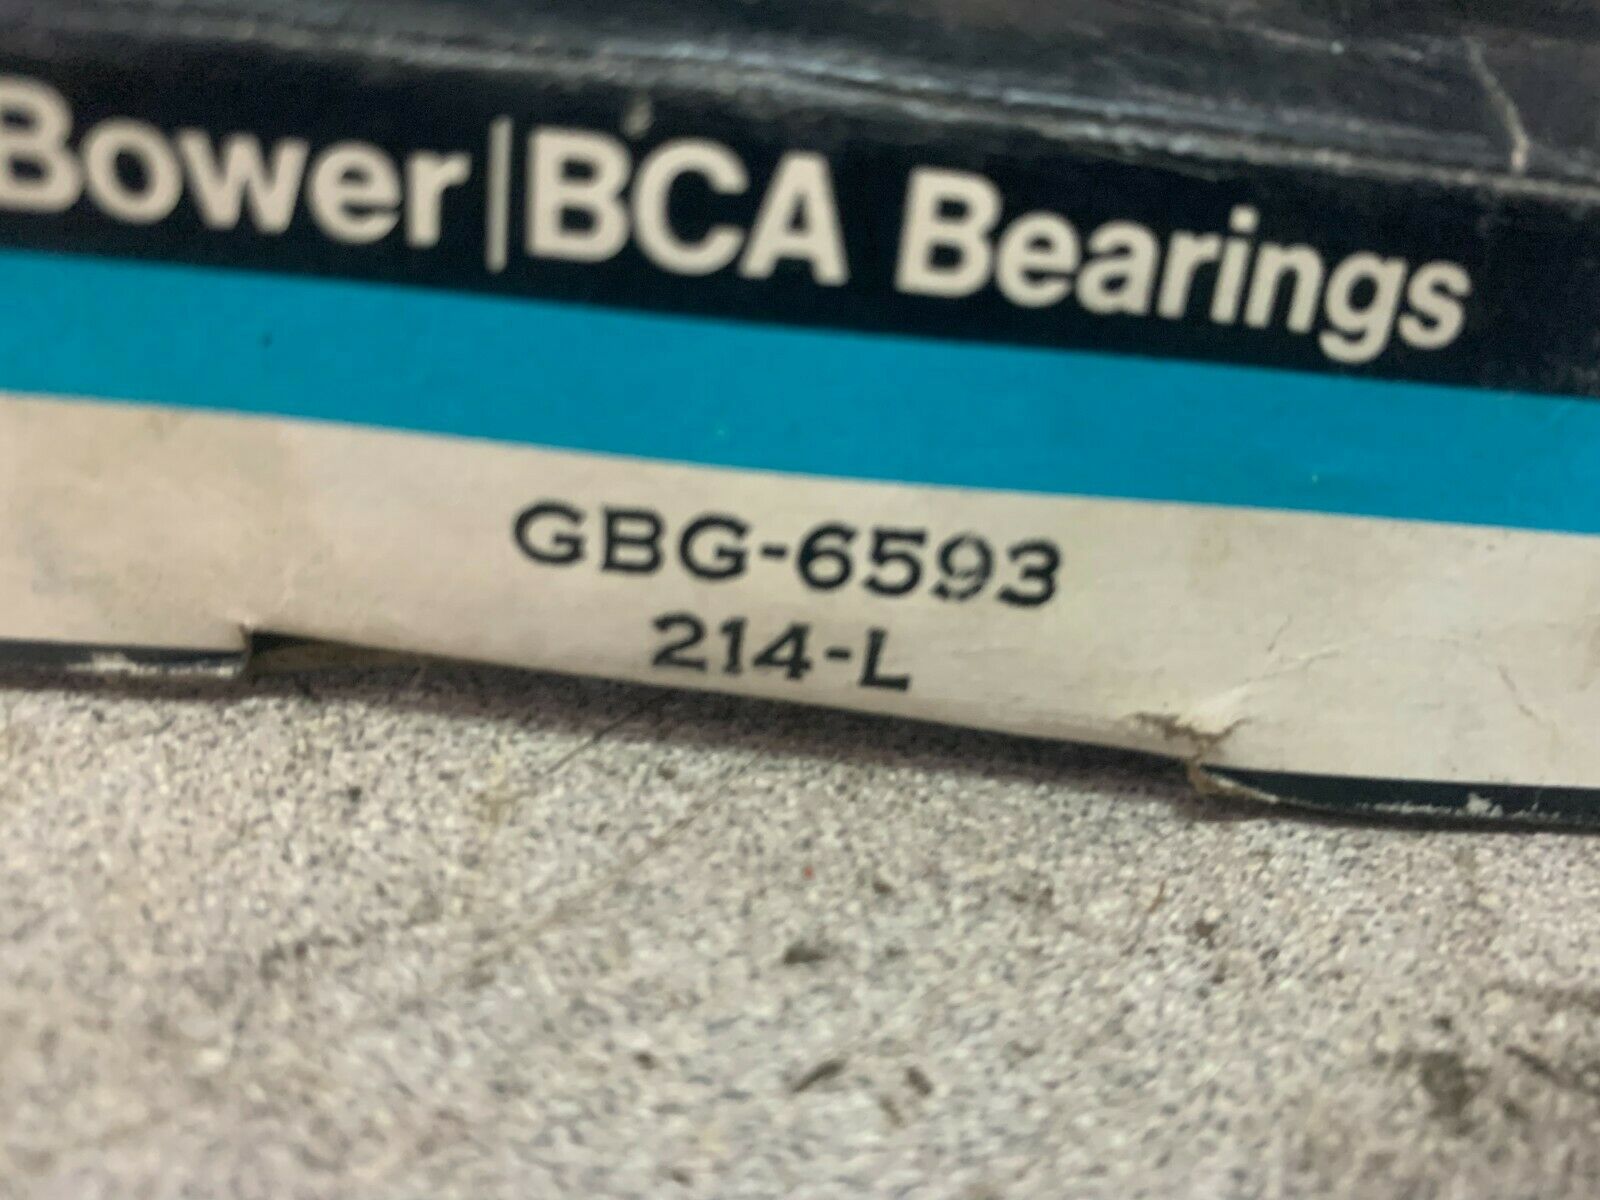 Bower|BCA Bearings
GBG-6593
214-L